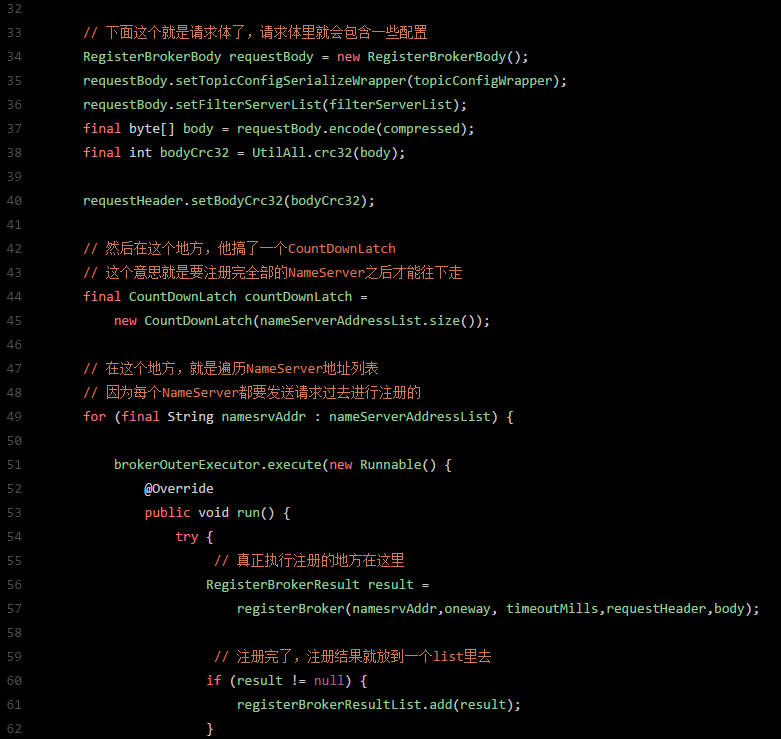 32
33 // 下面这个就是请求体了，请求体里就会包含一些配置
34 RegisterBrokerBody requestBody = new RegisterBrokerBody();
35 requestBody.setTopicConfigSerializeWrapper(topicConfigWrapper);
36 requestBody.setFilterServerList(filterServerList);
37 final byte[] body = requestBody.encode(compressed);
38 final int bodyCrc32 = UtilAll.crc32(body);
39
40 requestHeader.setBodyCrc32(bodyCrc32);
41
42 // 然后在这个地方，他搞了一个CountDownLatch
43 // 这个意思就是要注册完全部的NameServer之后才能往下走
44 final CountDownLatch countDownLatch =
45 new CountDownLatch(nameServerAddressList.size());
46
47 // 在这个地方，就是遍历NameServer地址列表
48 // 因为每个NameServer都要发送请求过去进行注册的
49 for (final String namesrvAddr : nameServerAddressList) {
50
51 brokerOuterExecutor.execute(new Runnable() {
52 @Override
53 public void run() {
54 try {
55 // 真正执行注册的地方在这里
56 RegisterBrokerResult result =
57 registerBroker(namesrvAddr,oneway, timeoutMills,requestHeader,body);
58
59 // 注册完了，注册结果就放到一个list里去
60 if (result != null) {
61 registerBrokerResultList.add(result);
62 }